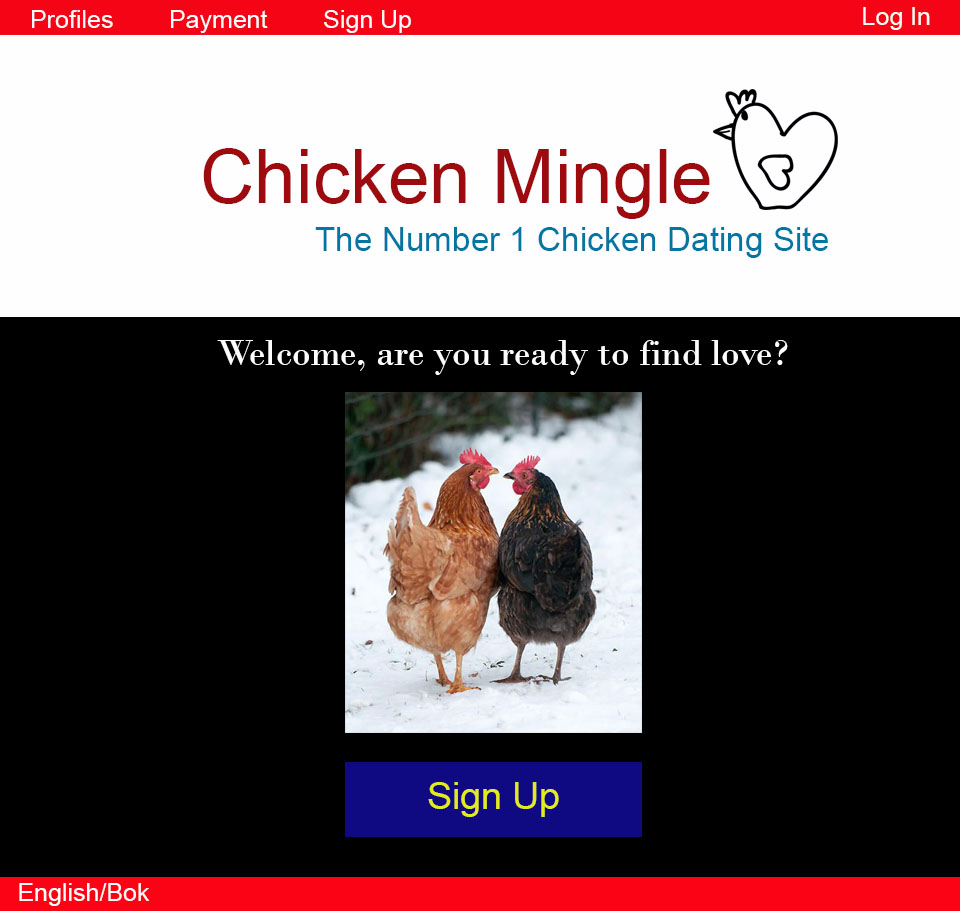 Profiles Payment Sign Up Log In
Chicken Mingle
The Number 1 Chicken Dating Site
Welcome, are you ready to find love?
Sign Up
English/Bok